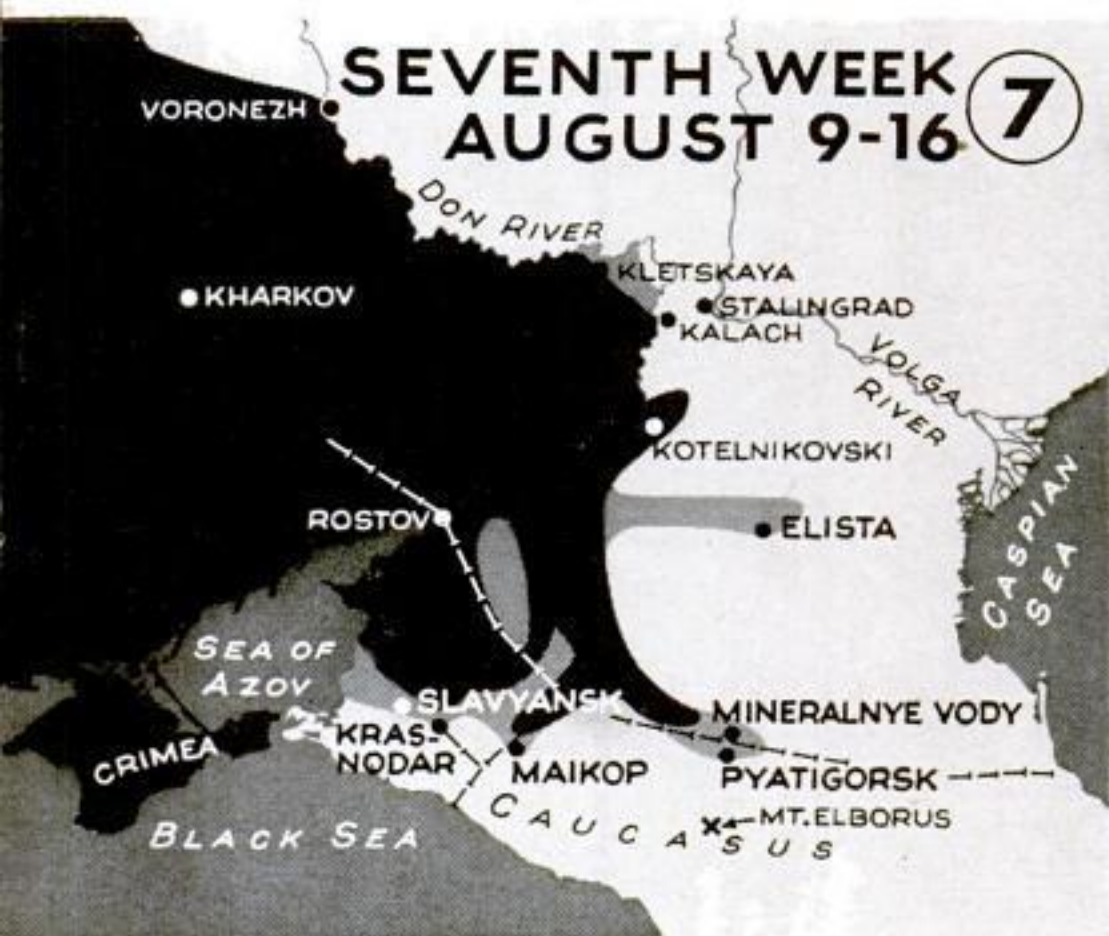 SEVENTH WEEK
AUGUST 9-16
7
VORONEZH
DON RIVER
KLETSKAYA
KHARKOV
STALINGRAD
KALACH
VOLGA
RIVER
KOTELNIKOVSKI
ROSTOV
ELISTA
CASPIAN
SEA
SEA OF
AZOV
SLAVYANSK
MINERALNYE VODY
KRAS-
NODAR
CRIMEA
MAIKOP
PYATIGORSK
CAUCASUS
MT. ELBORUS
BLACK SEA